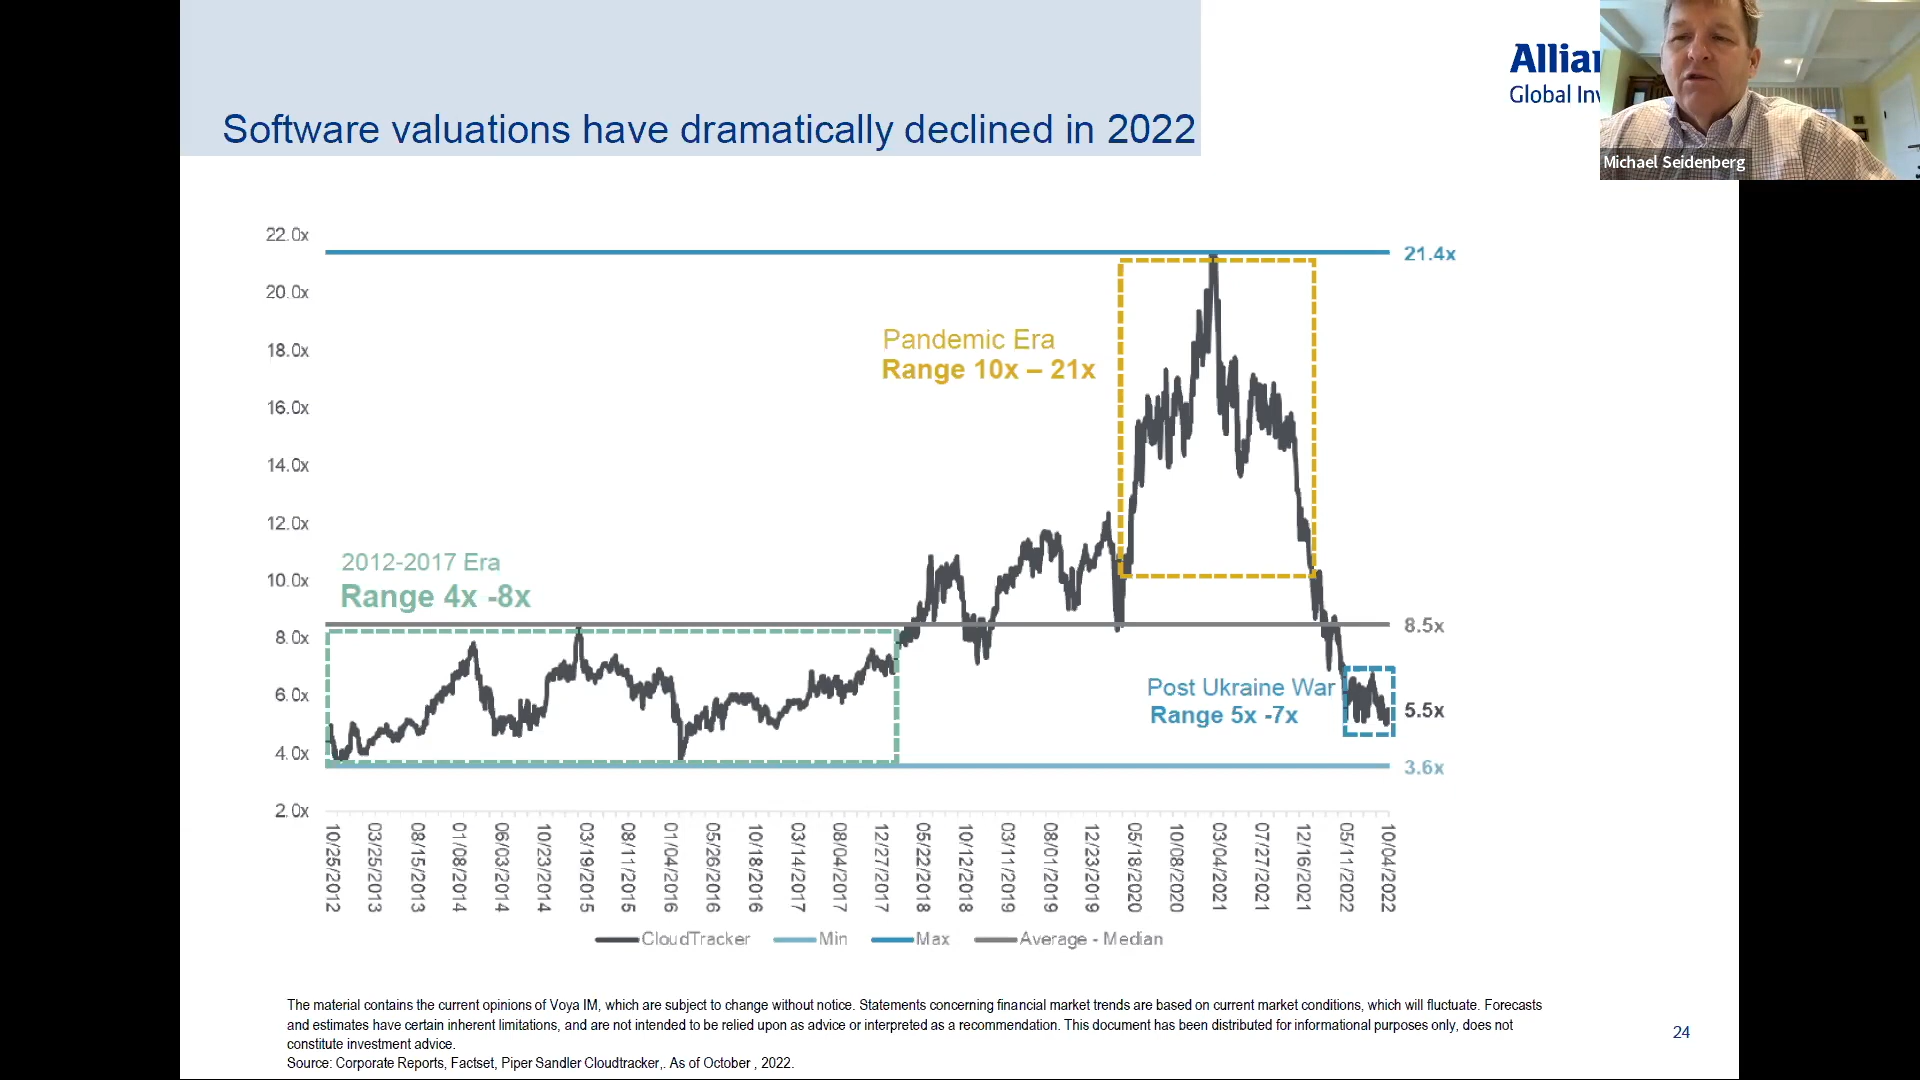 Software valuations have dramatically declined in 2022
Global Inv
Michael Seidenberg
22.0x
20.0x
18.0x
16.0x
14.0x
12.0x
10.0x
8.0x
6.0x
4.0x
2.0x
21.4x
Pandemic Era
Range 10x – 21x
2012-2017 Era
Range 4x -8x
8.5x
Post Ukraine War
Range 5x -7x
5.5x
3.6x
10/25/2012
03/25/2013
08/15/2013
01/08/2014
06/03/2014
10/23/2014
03/19/2015
08/11/2015
01/04/2016
05/26/2016
10/18/2016
03/14/2017
08/04/2017
12/27/2017
05/22/2018
10/12/2018
03/11/2019
08/01/2019
12/23/2019
05/18/2020
10/08/2020
03/04/2021
07/27/2021
12/16/2021
05/11/2022
10/04/2022
CloudTracker Min Max Average - Median
The material contains the current opinions of Voya IM, which are subject to change without notice. Statements concerning financial market trends are based on current market conditions, which will fluctuate. Forecasts
and estimates have certain inherent limitations, and are not intended to be relied upon as advice or interpreted as a recommendation. This document has been distributed for informational purposes only, does not
constitute investment advice.
Source: Corporate Reports, Factset, Piper Sandler Cloudtracker,. As of October , 2022.
24